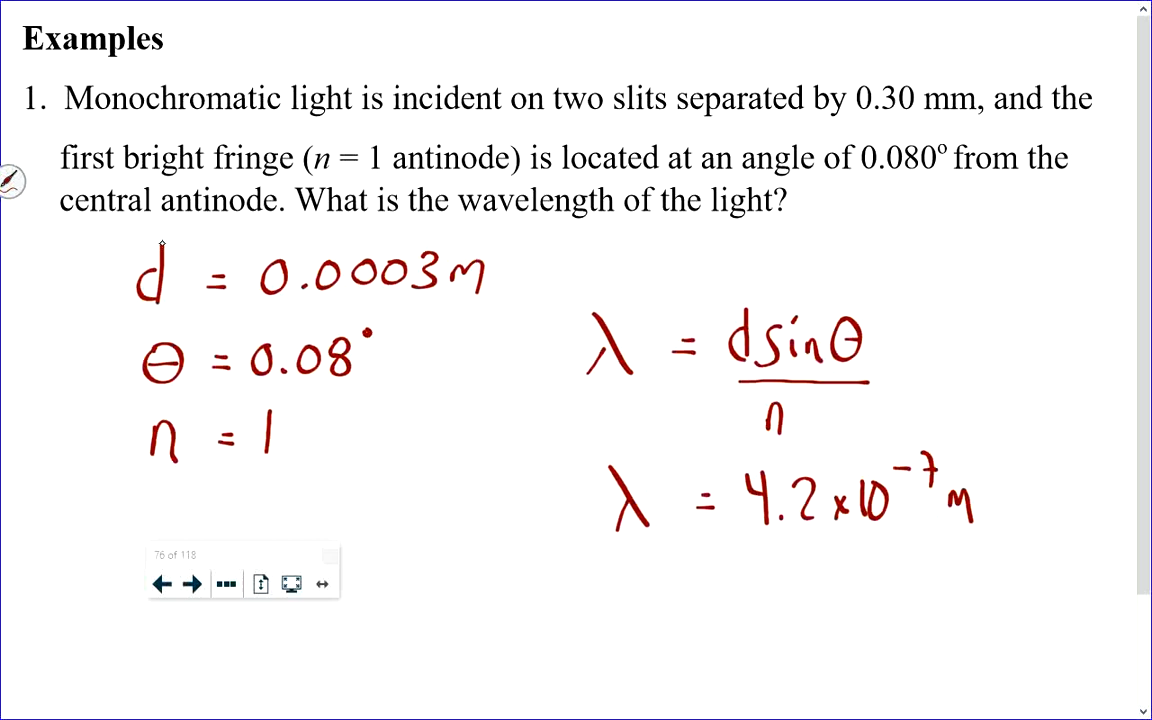 Examples
1. Monochromatic light is incident on two slits separated by 0.30 mm, and the
first bright fringe (n = 1 antinode) is located at an angle of 0.080º from the
central antinode. What is the wavelength of the light?
d = 0.0003m
θ = 0.08°
n = 1
λ = dsinθ
n
λ = 4.2 x 10⁻⁷ m
76 of 118